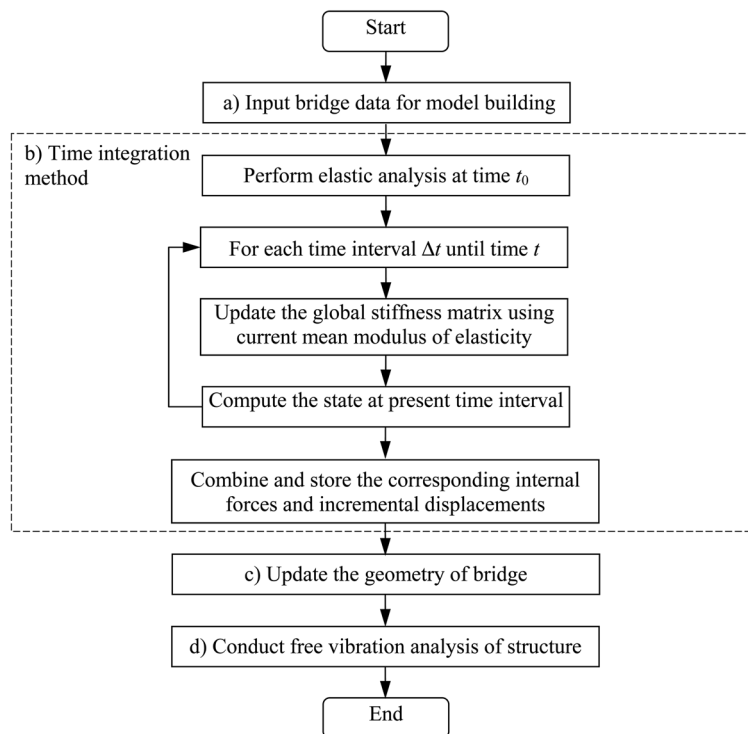 Start
a) Input bridge data for model building
b) Time integration
method
Perform elastic analysis at time t0
For each time interval Δt until time t
Update the global stiffness matrix using
current mean modulus of elasticity
Compute the state at present time interval
Combine and store the corresponding internal
forces and incremental displacements
c) Update the geometry of bridge
d) Conduct free vibration analysis of structure
End